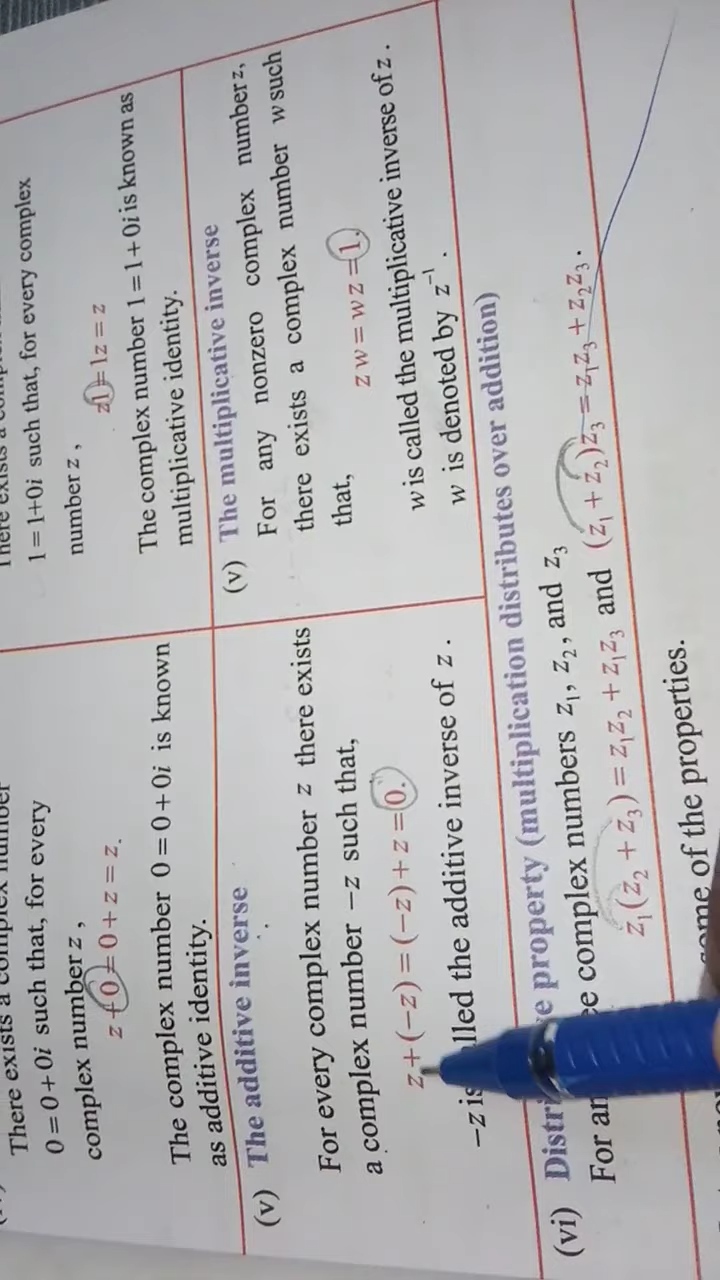 There exists a complex number
0 = 0 + 0i such that, for every
complex number z ,
z + 0 = 0 + z = z.
The complex number 0 = 0 + 0i is known
as additive identity.
There exists a
1 = 1+0i such that, for every complex
number z ,
z1 = 1z = z
The complex number 1 = 1 + 0i is known as
multiplicative identity.
(v) The additive inverse
For every complex number z there exists
a complex number −z such that,
z + (−z) = (−z) + z = 0.
−z is called the additive inverse of z .
(v) The multiplicative inverse
For any nonzero complex number z,
there exists a complex number w such
that,
z w = w z = 1.
w is called the multiplicative inverse of z .
w is denoted by z⁻¹ .
(vi) Distri e property (multiplication distributes over addition)
For an ee complex numbers z₁, z₂, and z₃
z₁(z₂ + z₃) = z₁z₂ + z₁z₃ and (z₁ + z₂)z₃ = z₁z₃ + z₂z₃.
some of the properties.